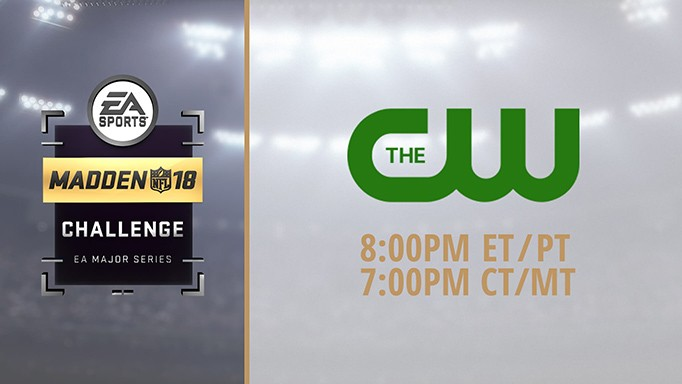 EA
SPORTS
MADDEN NFL 18
CHALLENGE
EA MAJOR SERIES
THE CW
8:00PM ET/PT
7:00PM CT/MT